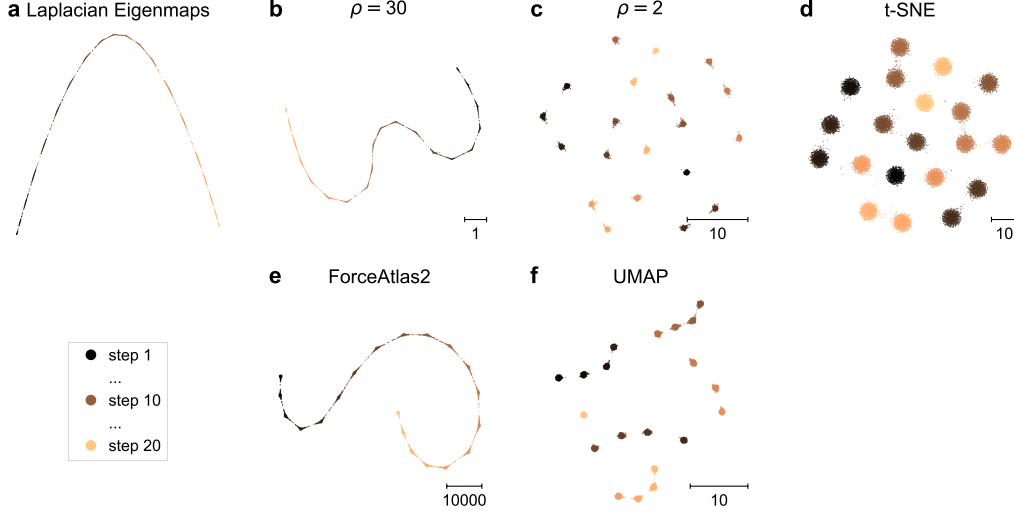 a Laplacian Eigenmaps
b ρ = 30
c ρ = 2
d t-SNE
1
10
10
e ForceAtlas2
f UMAP
step 1
...
step 10
...
step 20
10000
10